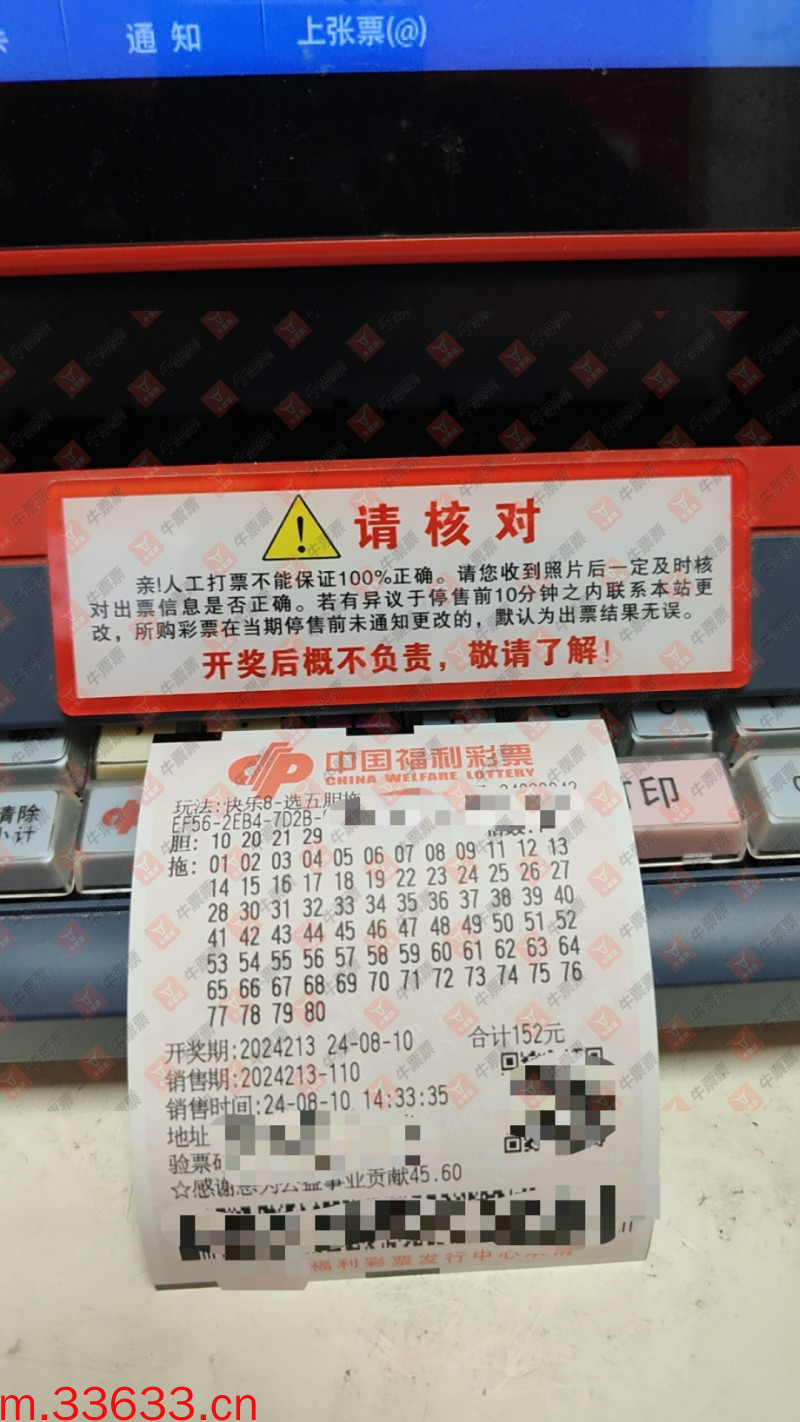 通知 上张票(@)
请核对
亲!人工打票不能保证100%正确。请您收到照片后一定及时核
对出票信息是否正确。若有异议于停售前10分钟之内联系本站更
改，所购彩票在当期停售前未通知更改的，默认为出票结果无误。
开奖后概不负责，敬请了解!
清除
小计
打印
中国福利彩票
CHINA WELFARE LOTTERY
玩法:快乐8-选五胆拖
EF56-2EB4-7D2B-
胆: 10 20 21 29
拖: 01 02 03 04 05 06 07 08 09 11 12 13
14 15 16 17 18 19 22 23 24 25 26 27
28 30 31 32 33 34 35 36 37 38 39 40
41 42 43 44 45 46 47 48 49 50 51 52
53 54 55 56 57 58 59 60 61 62 63 64
65 66 67 68 69 70 71 72 73 74 75 76
77 78 79 80
开奖期:2024213 24-08-10 合计152元
销售期:2024213-110
销售时间:24-08-10 14:33:35
地址
验票码
☆感谢您为公益事业贡献45.60
福利彩票发行中心承销
牛票票
m.33633.cn